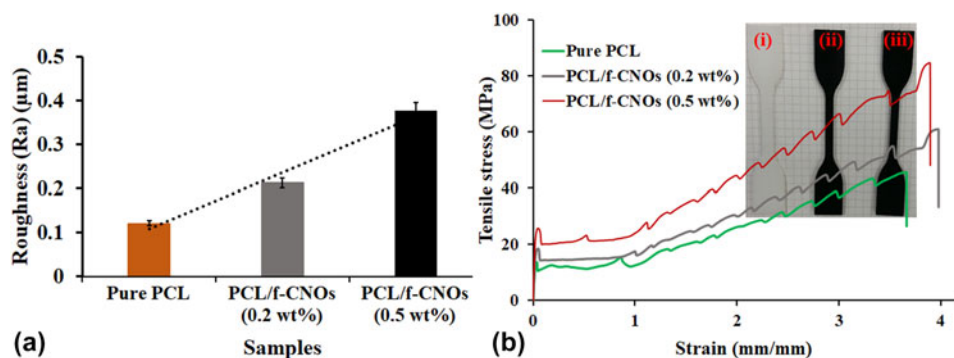 0.5
0.4
0.3
0.2
0.1
0
Roughness (Ra) (µm)
Pure PCL
PCL/f-CNOs
(0.2 wt%)
PCL/f-CNOs
(0.5 wt%)
Samples
(a)
100
80
60
40
20
0
Tensile stress (MPa)
Pure PCL
PCL/f-CNOs (0.2 wt%)
PCL/f-CNOs (0.5 wt%)
(i)
(ii)
(iii)
0
1
2
3
4
Strain (mm/mm)
(b)